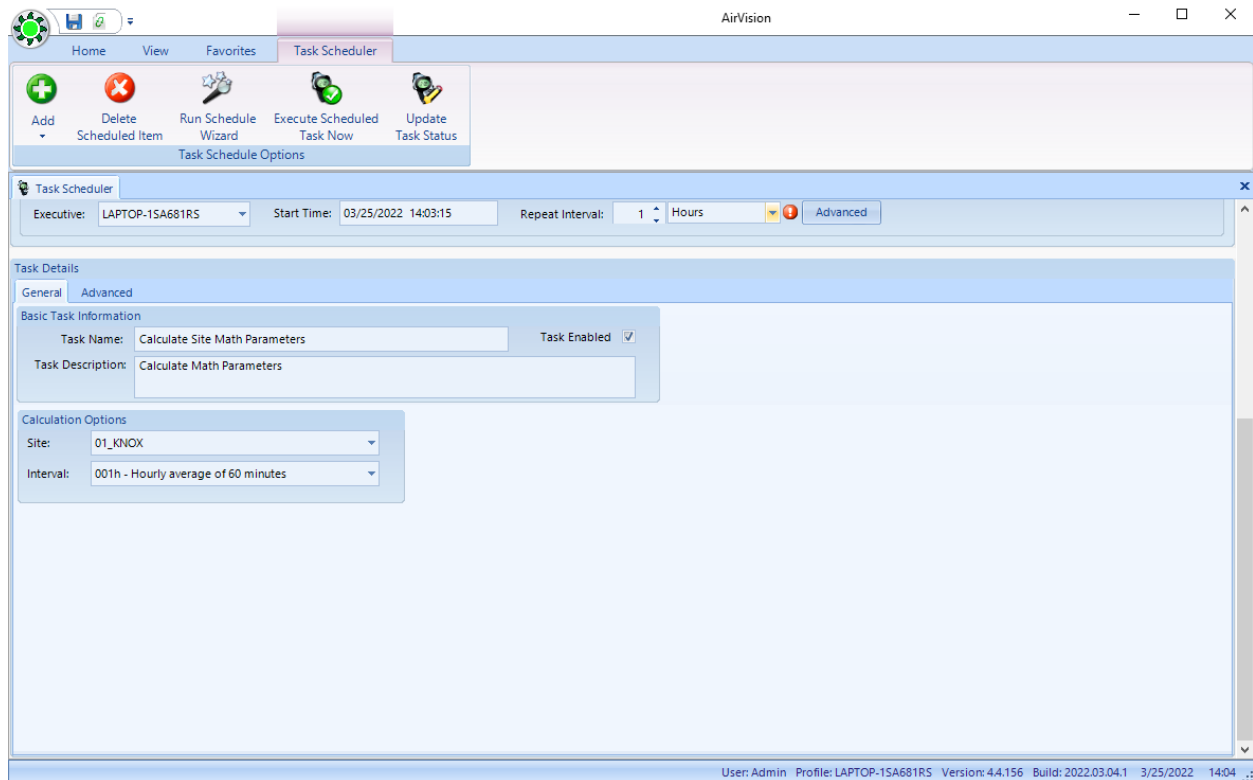 AirVision
Home View Favorites Task Scheduler
Add Delete Scheduled Item Run Schedule Wizard Execute Scheduled Task Now Update Task Status
Task Schedule Options
Task Scheduler
Executive: LAPTOP-1SA681RS Start Time: 03/25/2022 14:03:15 Repeat Interval: 1 Hours Advanced
Task Details
General Advanced
Basic Task Information
Task Name: Calculate Site Math Parameters Task Enabled
Task Description: Calculate Math Parameters
Calculation Options
Site: 01_KNOX
Interval: 001h - Hourly average of 60 minutes
User: Admin Profile: LAPTOP-1SA681RS Version: 4.4.156 Build: 2022.03.04.1 3/25/2022 14:04